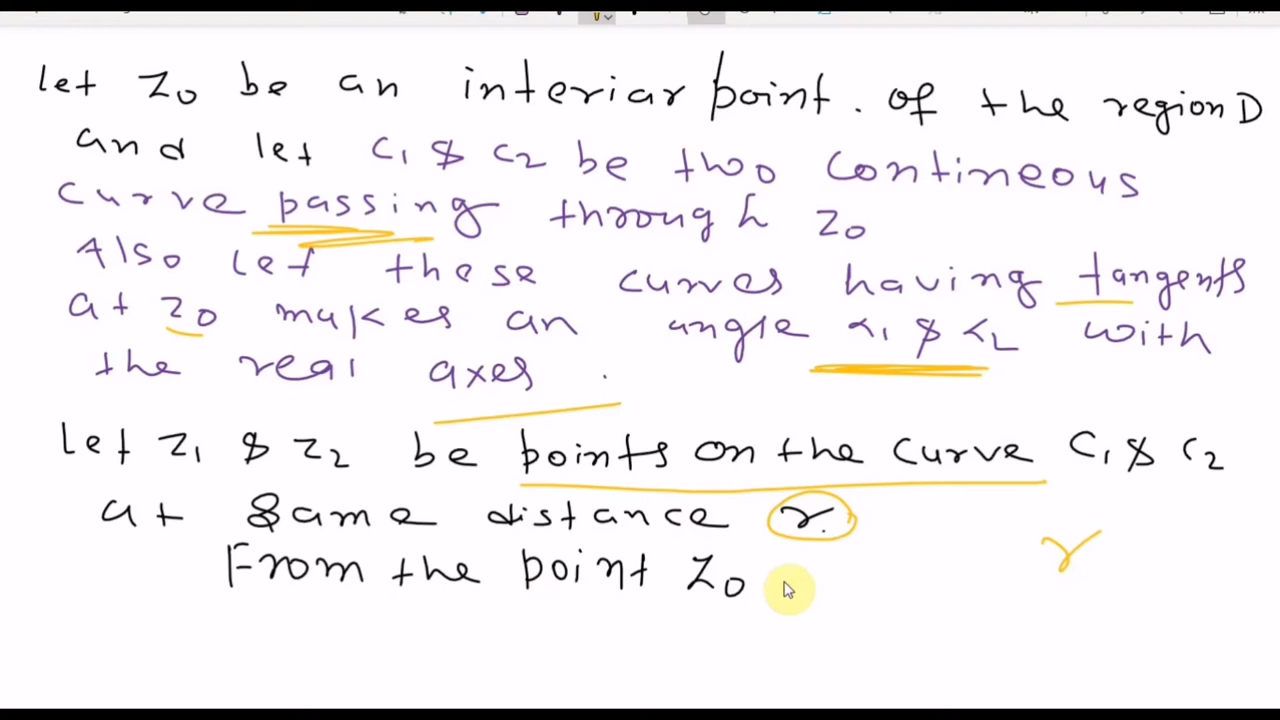 let Z0 be an interiar point. of the region D
and let C1 & C2 be two contineous
curve passing through Z0
Also let these curves having tangents
at Z0 makes an angle α1 & α2 with
the real axes.
Let Z1 & Z2 be points on the curve C1 & C2
at same distance r.
From the point Z0
r